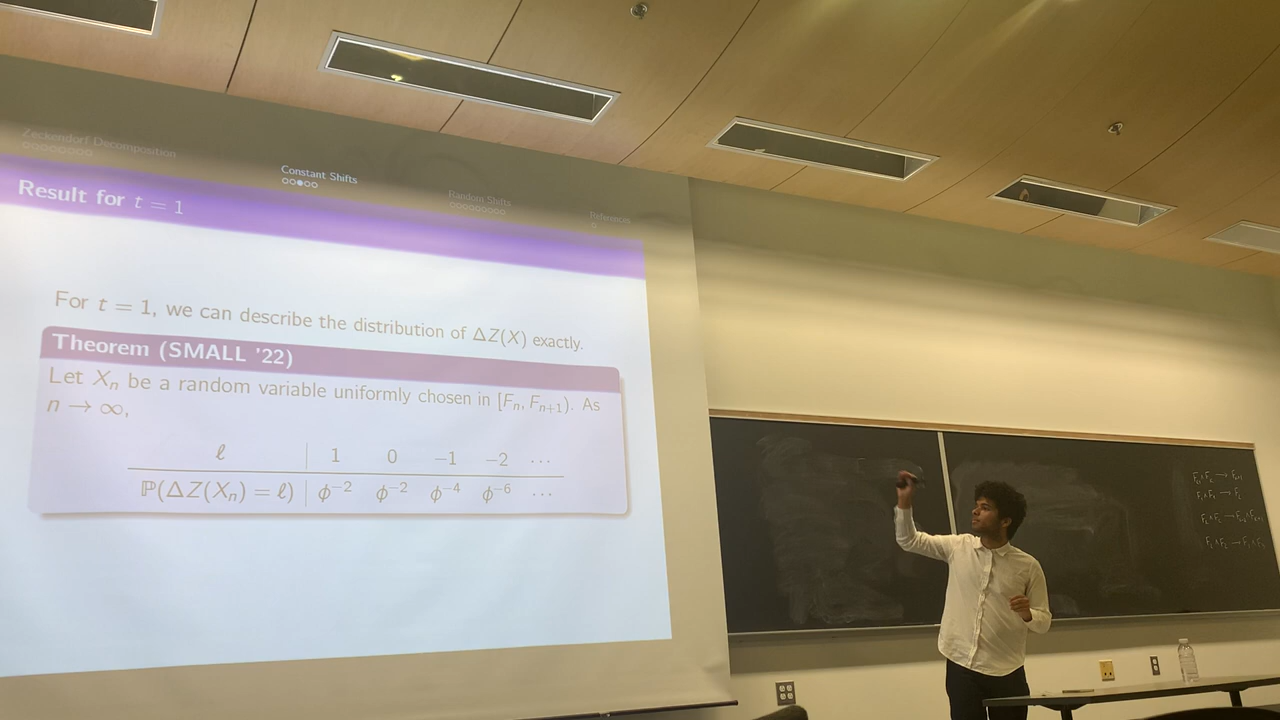 Zeckendorf Decomposition
Constant Shifts
Random Shifts
References
Result for t = 1
For t = 1, we can describe the distribution of ΔZ(X) exactly.
Theorem (SMALL '22)
Let Xₙ be a random variable uniformly chosen in [Fₙ, Fₙ₊₁). As
n → ∞,
ℓ | 1 0 −1 −2 ⋯
ℙ(ΔZ(Xₙ) = ℓ) | ϕ⁻² ϕ⁻² ϕ⁻⁴ ϕ⁻⁶ ⋯